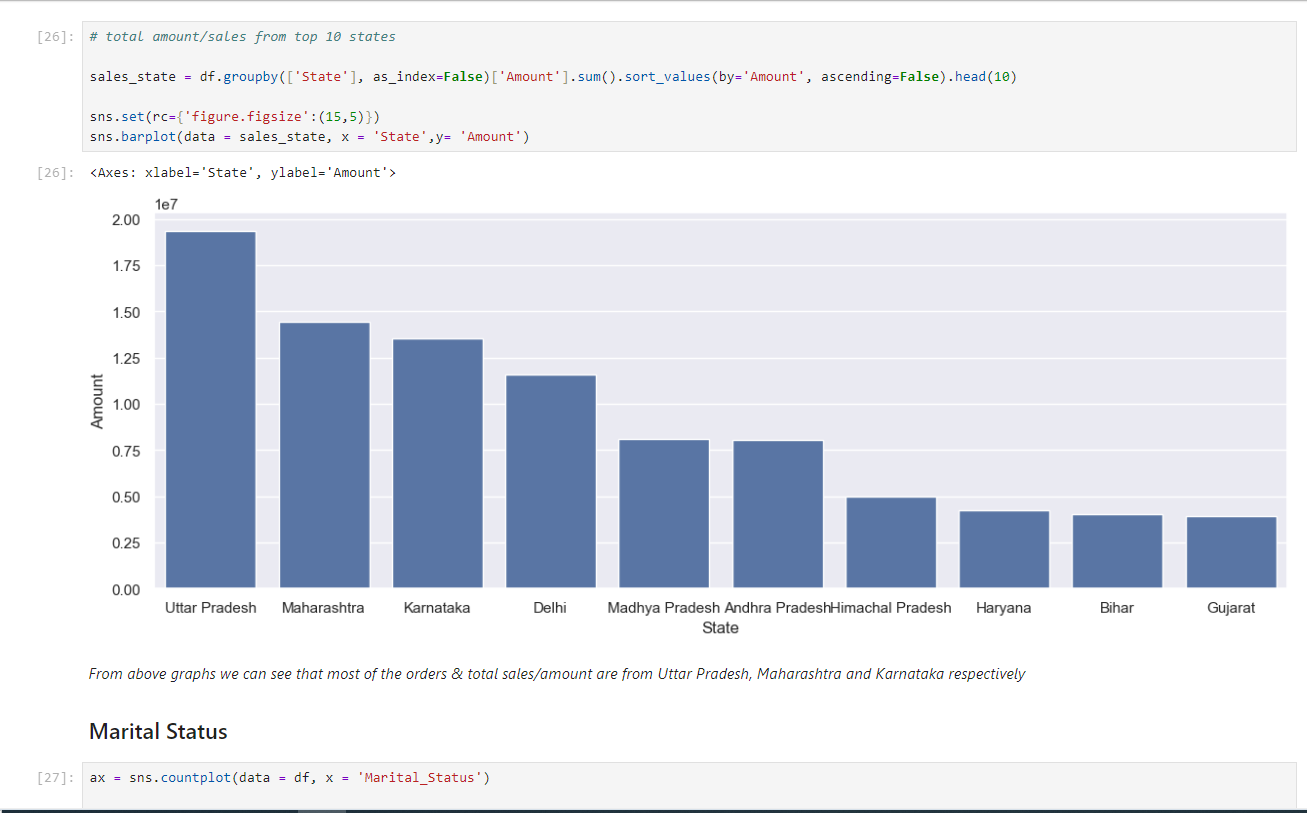 [26]: # total amount/sales from top 10 states
sales_state = df.groupby(['State'], as_index=False)['Amount'].sum().sort_values(by='Amount', ascending=False).head(10)
sns.set(rc={'figure.figsize':(15,5)})
sns.barplot(data = sales_state, x = 'State',y= 'Amount')
[26]: <Axes: xlabel='State', ylabel='Amount'>
1e7
2.00
1.75
1.50
1.25
1.00
0.75
0.50
0.25
0.00
Amount
Uttar Pradesh Maharashtra Karnataka Delhi Madhya Pradesh Andhra Pradesh Himachal Pradesh Haryana Bihar Gujarat
State
From above graphs we can see that most of the orders & total sales/amount are from Uttar Pradesh, Maharashtra and Karnataka respectively
Marital Status
[27]: ax = sns.countplot(data = df, x = 'Marital_Status')